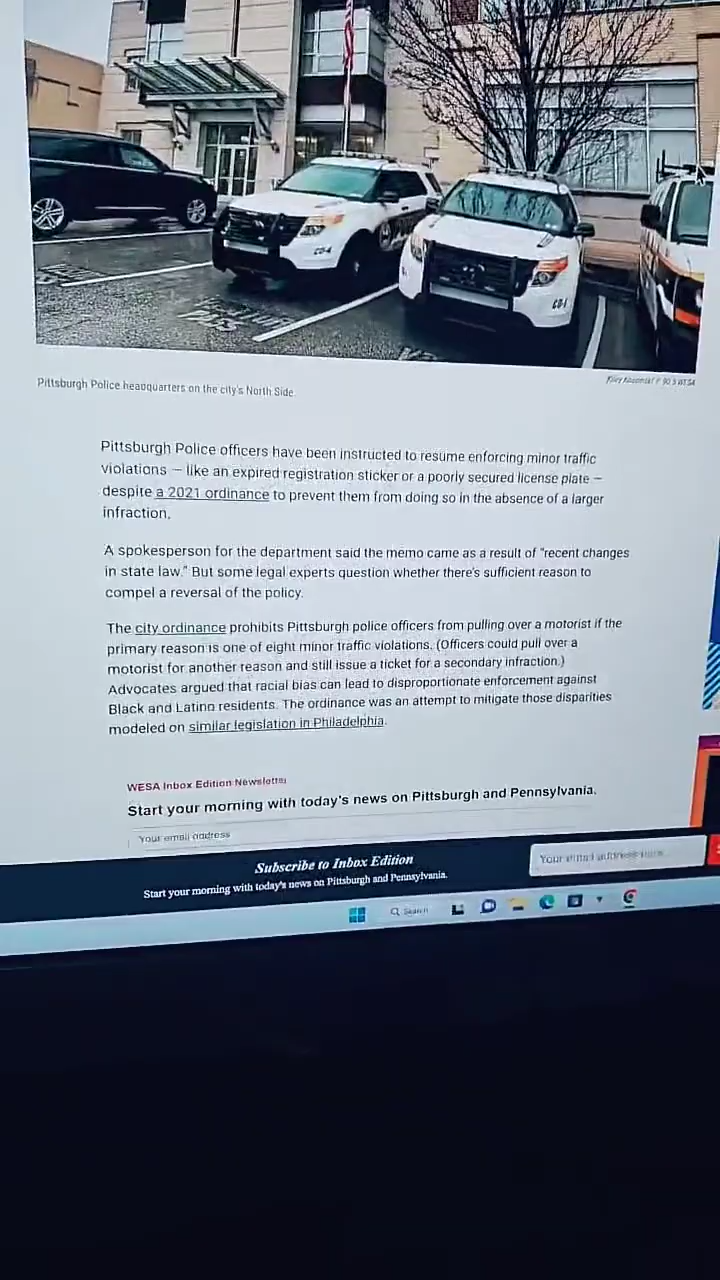 Pittsburgh Police headquarters on the city's North Side.
90.5 WESA
Pittsburgh Police officers have been instructed to resume enforcing minor traffic
violations — like an expired registration sticker or a poorly secured license plate —
despite a 2021 ordinance to prevent them from doing so in the absence of a larger
infraction.
A spokesperson for the department said the memo came as a result of "recent changes
in state law." But some legal experts question whether there's sufficient reason to
compel a reversal of the policy.
The city ordinance prohibits Pittsburgh police officers from pulling over a motorist if the
primary reason is one of eight minor traffic violations. (Officers could pull over a
motorist for another reason and still issue a ticket for a secondary infraction.)
Advocates argued that racial bias can lead to disproportionate enforcement against
Black and Latino residents. The ordinance was an attempt to mitigate those disparities
modeled on similar legislation in Philadelphia.
WESA Inbox Edition Newsletter
Start your morning with today's news on Pittsburgh and Pennsylvania.
Your email address
Subscribe to Inbox Edition
Start your morning with today's news on Pittsburgh and Pennsylvania.
Your email address here...
Search